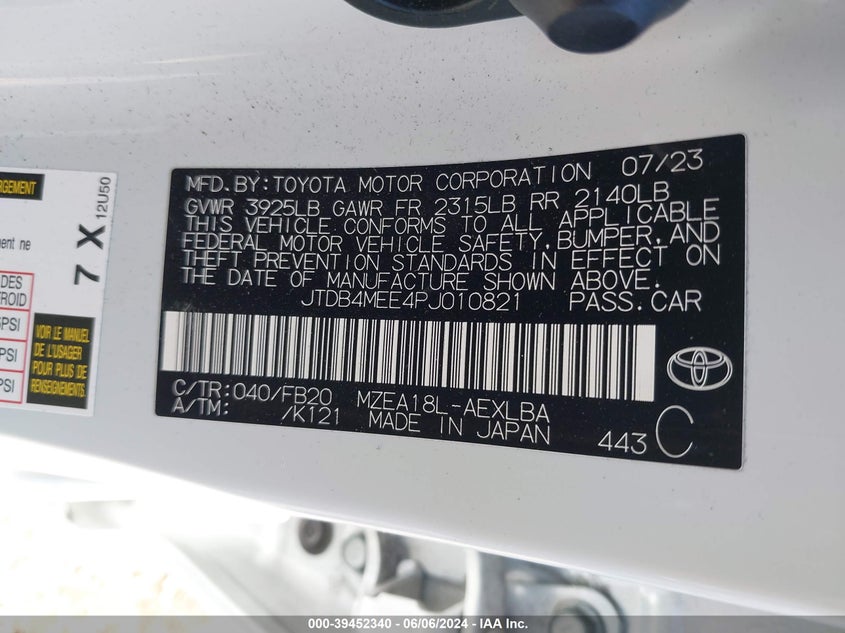 MFD. BY: TOYOTA MOTOR CORPORATION 07/23
GVWR 3925LB GAWR FR 2315LB RR 2140LB
THIS VEHICLE CONFORMS TO ALL APPLICABLE
FEDERAL MOTOR VEHICLE SAFETY, BUMPER, AND
THEFT PREVENTION STANDARDS IN EFFECT ON
THE DATE OF MANUFACTURE SHOWN ABOVE.
JTDB4MEE4PJ010821 PASS.CAR
C/TR: 040/FB20 MZEA18L-AEXLBA
A/TM: /K121 MADE IN JAPAN
443 C
7 X
12U50
VOIR LE MANUEL
DE L'USAGER
POUR PLUS DE
RENSEIGNEMENTS.
PSI
PSI
000-39452340 - 06/06/2024 - IAA Inc.